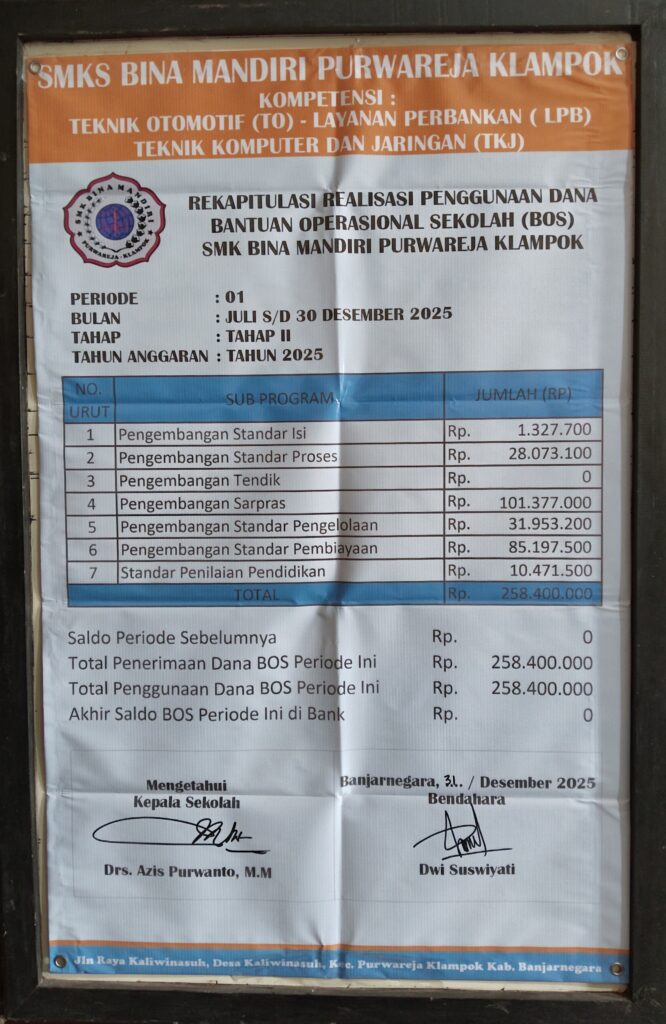 SMKS BINA MANDIRI PURWAREJA KLAMPOK
KOMPETENSI :
TEKNIK OTOMOTIF (TO) - LAYANAN PERBANKAN ( LPB)
TEKNIK KOMPUTER DAN JARINGAN (TKJ)
SMK BINA MANDIRI
PURWAREJA - KLAMPOK
REKAPITULASI REALISASI PENGGUNAAN DANA
BANTUAN OPERASIONAL SEKOLAH (BOS)
SMK BINA MANDIRI PURWAREJA KLAMPOK
PERIODE : 01
BULAN : JULI S/D 30 DESEMBER 2025
TAHAP : TAHAP II
TAHUN ANGGARAN : TAHUN 2025
NO. URUT SUB PROGRAM JUMLAH (RP)
1 Pengembangan Standar Isi Rp. 1.327.700
2 Pengembangan Standar Proses Rp. 28.073.100
3 Pengembangan Tendik Rp. 0
4 Pengembangan Sarpras Rp. 101.377.000
5 Pengembangan Standar Pengelolaan Rp. 31.953.200
6 Pengembangan Standar Pembiayaan Rp. 85.197.500
7 Standar Penilaian Pendidikan Rp. 10.471.500
TOTAL Rp. 258.400.000
Saldo Periode Sebelumnya Rp. 0
Total Penerimaan Dana BOS Periode Ini Rp. 258.400.000
Total Penggunaan Dana BOS Periode Ini Rp. 258.400.000
Akhir Saldo BOS Periode Ini di Bank Rp. 0
Mengetahui
Kepala Sekolah
Banjarnegara, 31. / Desember 2025
Bendahara
Drs. Azis Purwanto, M.M
Dwi Suswiyati
Jln Raya Kaliwinasuh, Desa Kaliwinasuh, Kec. Purwareja Klampok Kab. Banjarnegara